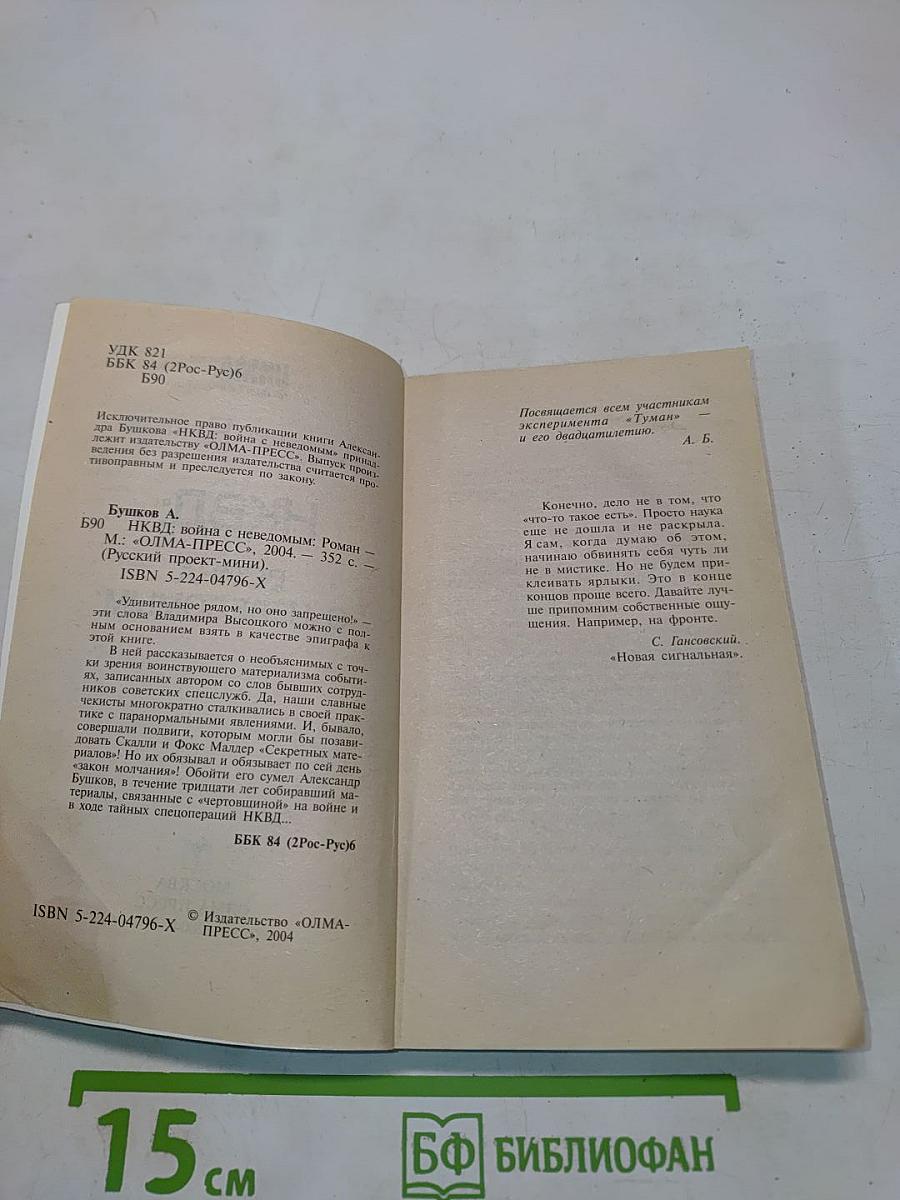 УДК 821
ББК 84 (2Рос-Рус)6
Б90
Исключительное право публикации книги Алексан-
дра Бушкова «НКВД: война с неведомым» принад-
лежит издательству «ОЛМА-ПРЕСС». Выпуск произ-
ведения без разрешения издательства считается про-
тивоправным и преследуется по закону.
Бушков А.
Б90 НКВД: война с неведомым: Роман —
М.: «ОЛМА-ПРЕСС», 2004. — 352 с. —
(Русский проект-мини).
ISBN 5-224-04796-X
«Удивительное рядом, но оно запрещено!» —
эти слова Владимира Высоцкого можно с пол-
ным основанием взять в качестве эпиграфа к
этой книге.
В ней рассказывается о необъяснимых с точ-
ки зрения воинствующего материализма событи-
ях, записанных автором со слов бывших сотруд-
ников советских спецслужб. Да, наши славные
чекисты многократно сталкивались в своей прак-
тике с паранормальными явлениями. И, бывало,
совершали подвиги, которым могли бы позави-
довать Скалли и Фокс Малдер «Секретных мате-
риалов»! Но их обязывал и обязывает по сей день
«закон молчания»! Обойти его сумел Александр
Бушков, в течение тридцати лет собиравший ма-
териалы, связанные с «чертовщиной» на войне и
в ходе тайных спецопераций НКВД...
ББК 84 (2Рос-Рус)6
ISBN 5-224-04796-X
© Издательство «ОЛМА-
ПРЕСС», 2004
Посвящается всем участникам
эксперимента «Туман» —
и его двадцатилетию.
А. Б.
Конечно, дело не в том, что
«что-то такое есть». Просто наука
еще не дошла и не раскрыла.
Я сам, когда думаю об этом,
начинаю обвинять себя чуть ли
не в мистике. Но не будем при-
клеивать ярлыки. Это в конце
концов проще всего. Давайте луч-
ше припомним собственные ощу-
щения. Например, на фронте.
С. Гансовский.
«Новая сигнальная».
15 см
БФ БИБЛИОФАН